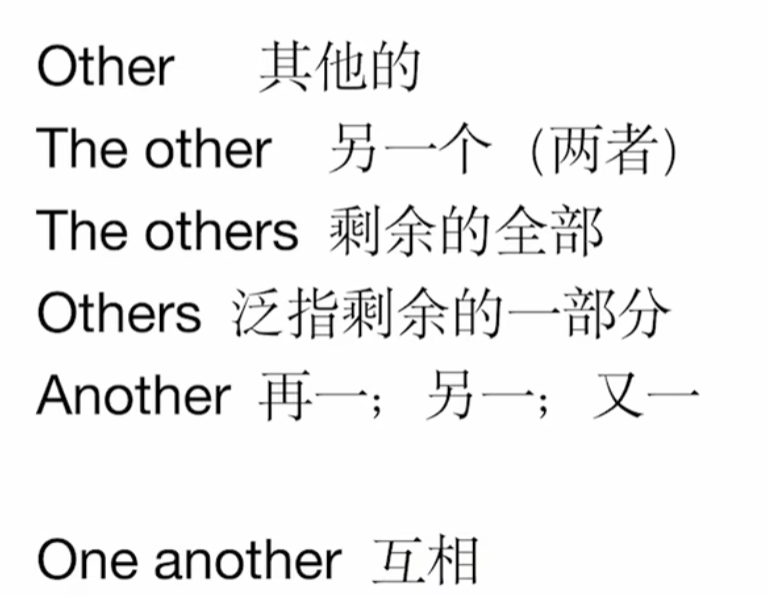 Other 其他的
The other 另一个（两者）
The others 剩余的全部
Others 泛指剩余的一部分
Another 再一；另一；又一
One another 互相